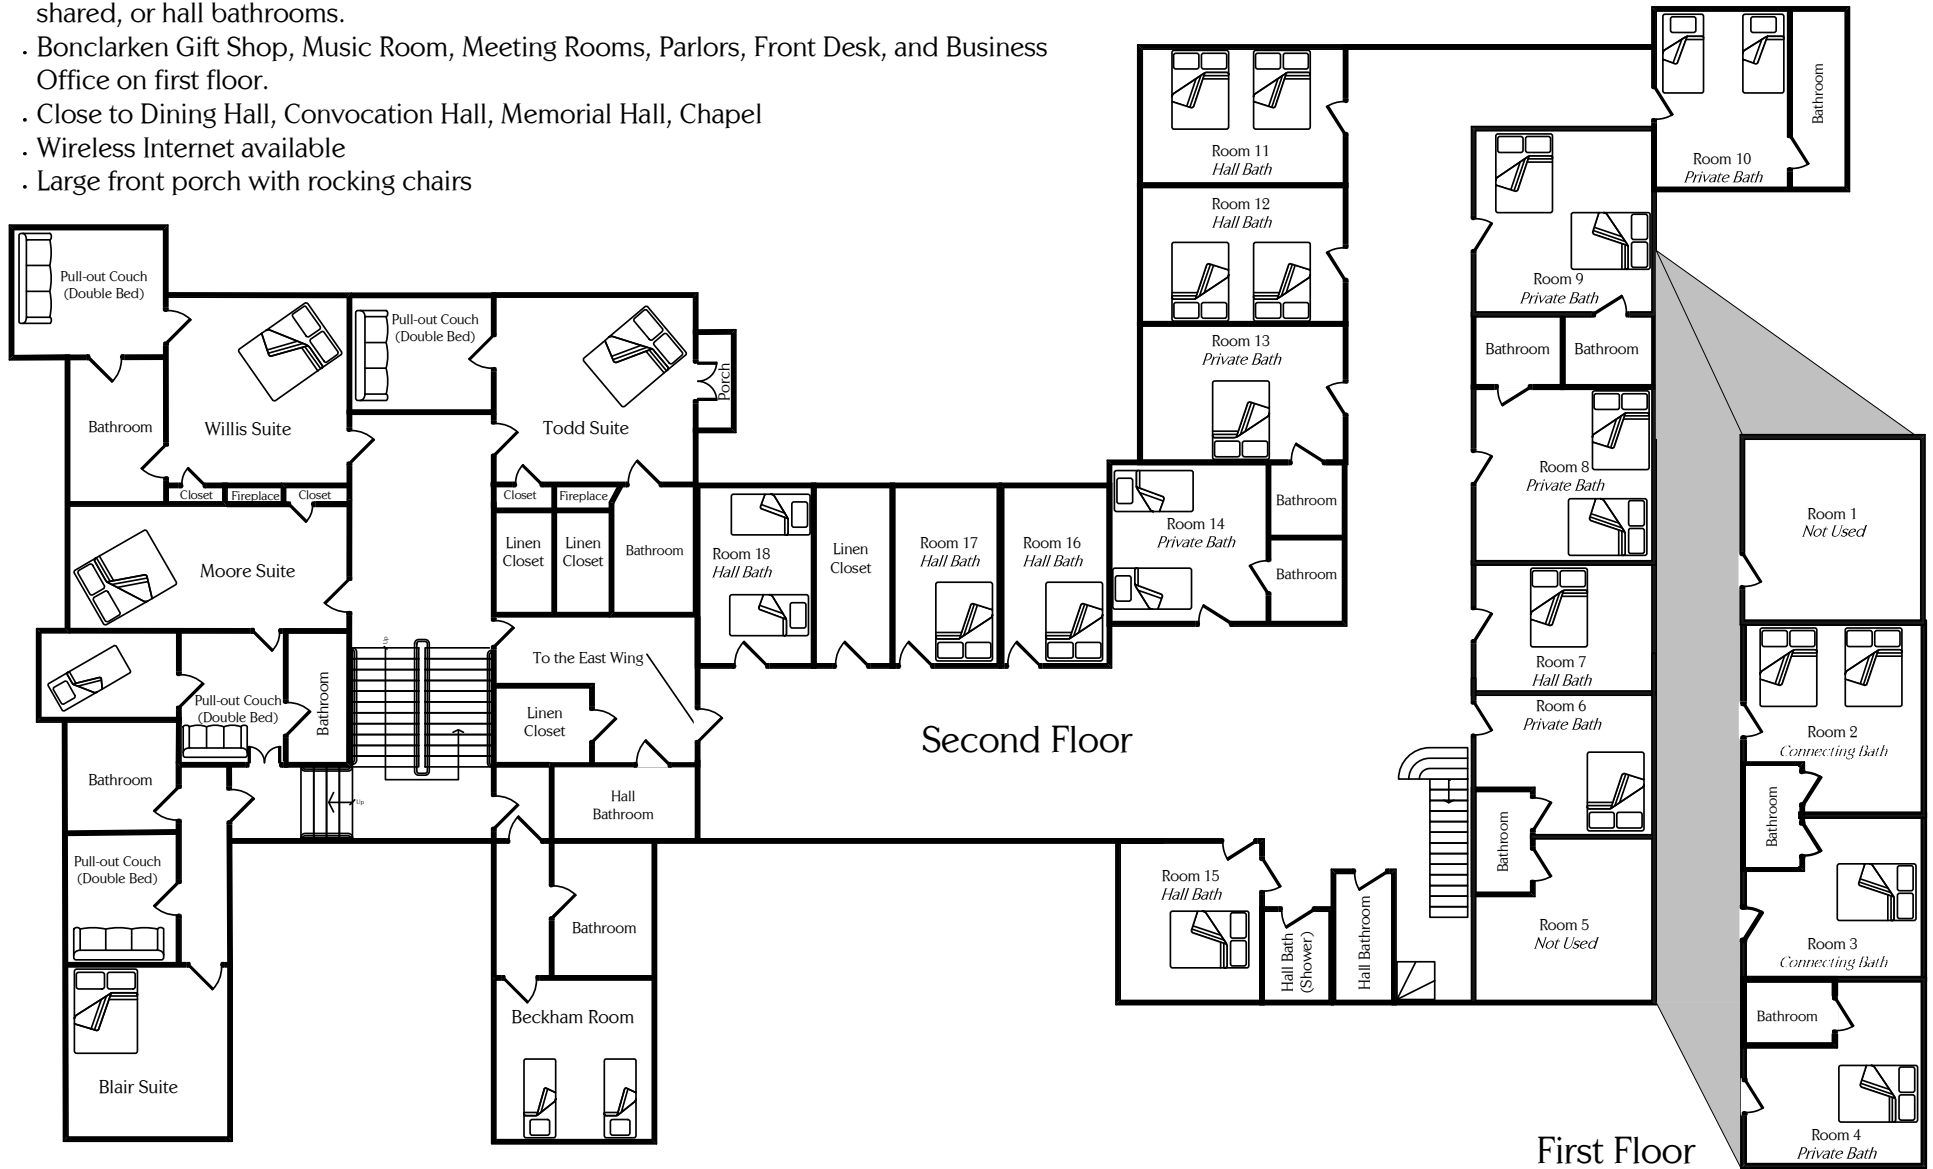 shared, or hall bathrooms.
. Bonclarken Gift Shop, Music Room, Meeting Rooms, Parlors, Front Desk, and Business
Office on first floor.
. Close to Dining Hall, Convocation Hall, Memorial Hall, Chapel
. Wireless Internet available
. Large front porch with rocking chairs
Pull-out Couch
(Double Bed)
Bathroom
Willis Suite
Closet
Fireplace
Closet
Pull-out Couch
(Double Bed)
Todd Suite
Porch
Closet
Fireplace
Linen
Closet
Linen
Closet
Bathroom
Moore Suite
Pull-out Couch
(Double Bed)
Bathroom
Up
To the East Wing
Linen
Closet
Bathroom
Up
Hall
Bathroom
Pull-out Couch
(Double Bed)
Blair Suite
Bathroom
Beckham Room
Room 18
Hall Bath
Linen
Closet
Room 17
Hall Bath
Room 16
Hall Bath
Room 14
Private Bath
Bathroom
Bathroom
Room 11
Hall Bath
Room 12
Hall Bath
Room 13
Private Bath
Room 10
Private Bath
Bathroom
Room 9
Private Bath
Bathroom
Bathroom
Room 8
Private Bath
Room 7
Hall Bath
Room 6
Private Bath
Bathroom
Room 5
Not Used
Second Floor
Room 15
Hall Bath
Hall Bath
(Shower)
Hall Bathroom
Room 1
Not Used
Room 2
Connecting Bath
Bathroom
Room 3
Connecting Bath
Bathroom
Room 4
Private Bath
First Floor